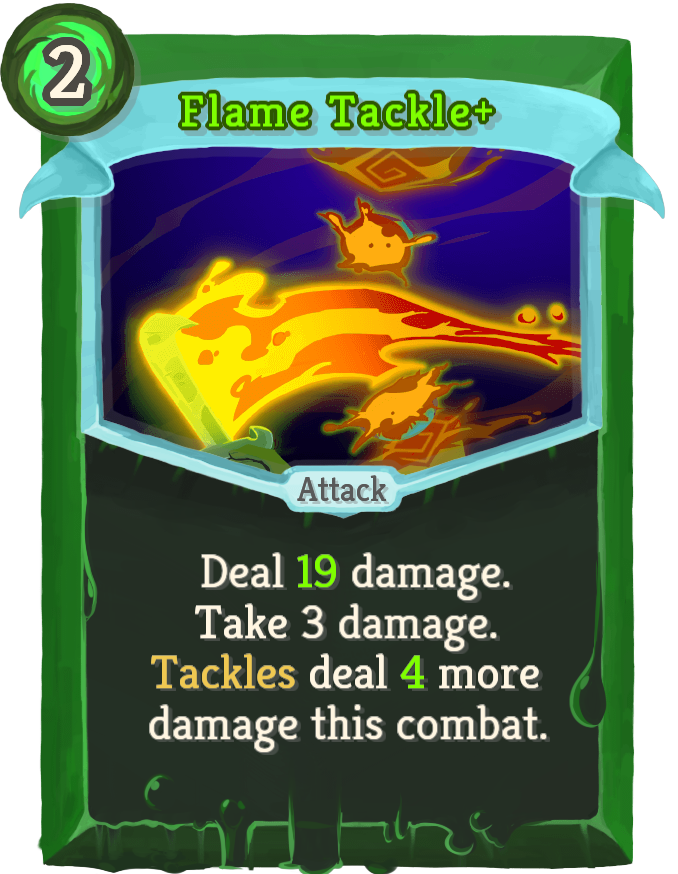 2
Flame Tackle+
Attack
Deal 19 damage.
Take 3 damage.
Tackles deal 4 more
damage this combat.